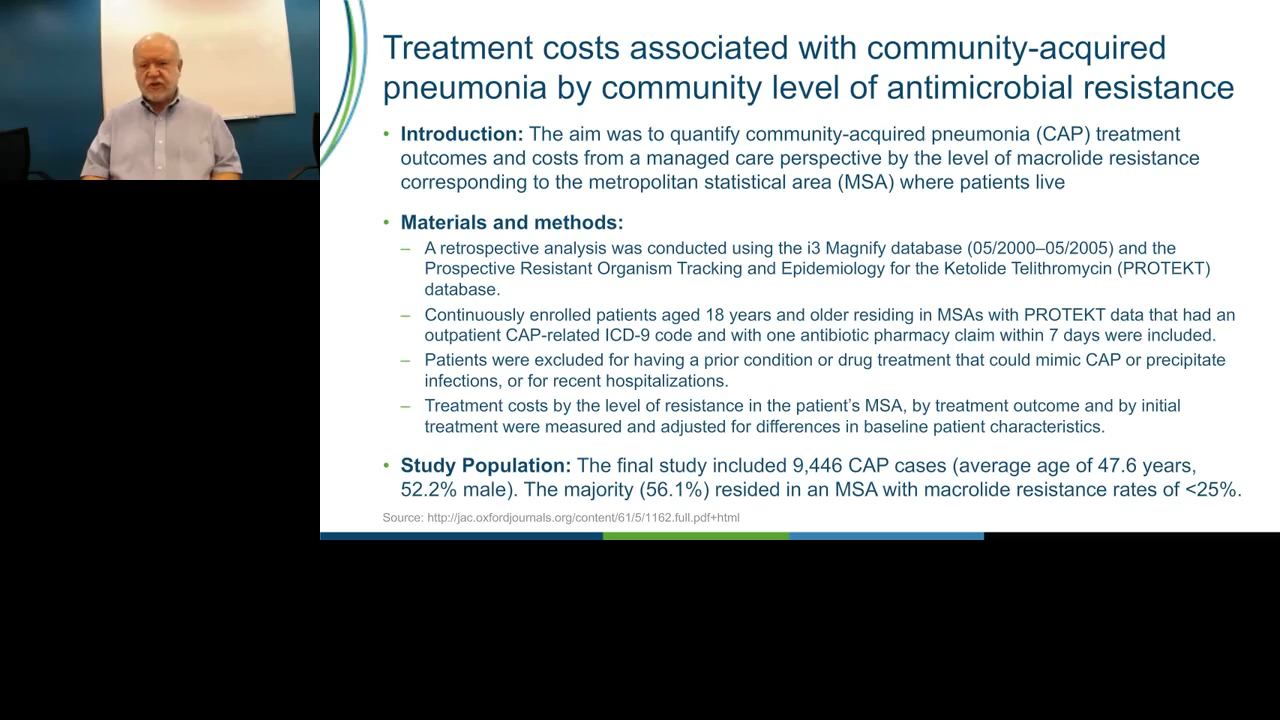 Treatment costs associated with community-acquired
pneumonia by community level of antimicrobial resistance
• Introduction: The aim was to quantify community-acquired pneumonia (CAP) treatment
outcomes and costs from a managed care perspective by the level of macrolide resistance
corresponding to the metropolitan statistical area (MSA) where patients live
• Materials and methods:
– A retrospective analysis was conducted using the i3 Magnify database (05/2000–05/2005) and the
Prospective Resistant Organism Tracking and Epidemiology for the Ketolide Telithromycin (PROTEKT)
database.
– Continuously enrolled patients aged 18 years and older residing in MSAs with PROTEKT data that had an
outpatient CAP-related ICD-9 code and with one antibiotic pharmacy claim within 7 days were included.
– Patients were excluded for having a prior condition or drug treatment that could mimic CAP or precipitate
infections, or for recent hospitalizations.
– Treatment costs by the level of resistance in the patient’s MSA, by treatment outcome and by initial
treatment were measured and adjusted for differences in baseline patient characteristics.
• Study Population: The final study included 9,446 CAP cases (average age of 47.6 years,
52.2% male). The majority (56.1%) resided in an MSA with macrolide resistance rates of <25%.
Source: http://jac.oxfordjournals.org/content/61/5/1162.full.pdf+html